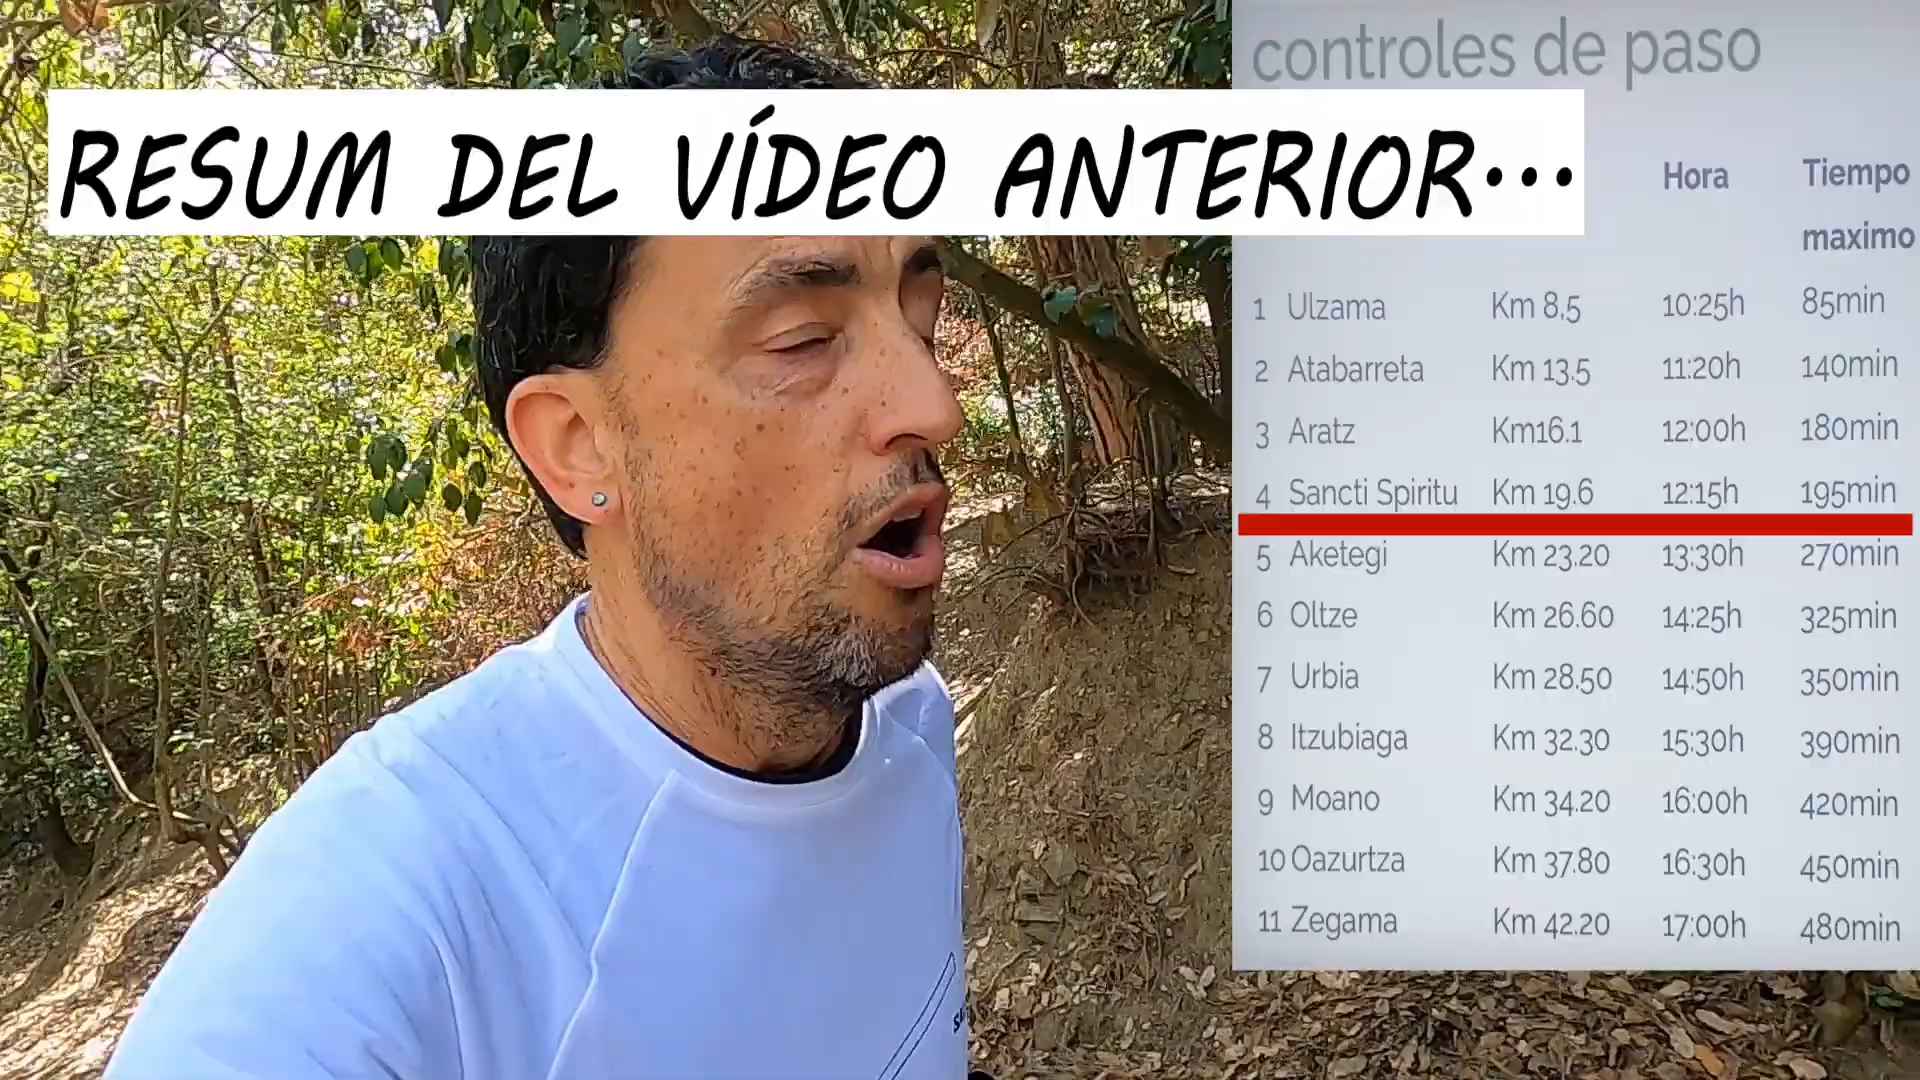 controles de paso
RESUM DEL VÍDEO ANTERIOR...
Hora Tiempo maximo
1 Ulzama Km 8,5 10:25h 85min
2 Atabarreta Km 13.5 11:20h 140min
3 Aratz Km16.1 12:00h 180min
4 Sancti Spiritu Km 19.6 12:15h 195min
5 Aketegi Km 23.20 13:30h 270min
6 Oltze Km 26.60 14:25h 325min
7 Urbia Km 28.50 14:50h 350min
8 Itzubiaga Km 32.30 15:30h 390min
9 Moano Km 34.20 16:00h 420min
10 Oazurtza Km 37.80 16:30h 450min
11 Zegama Km 42.20 17:00h 480min